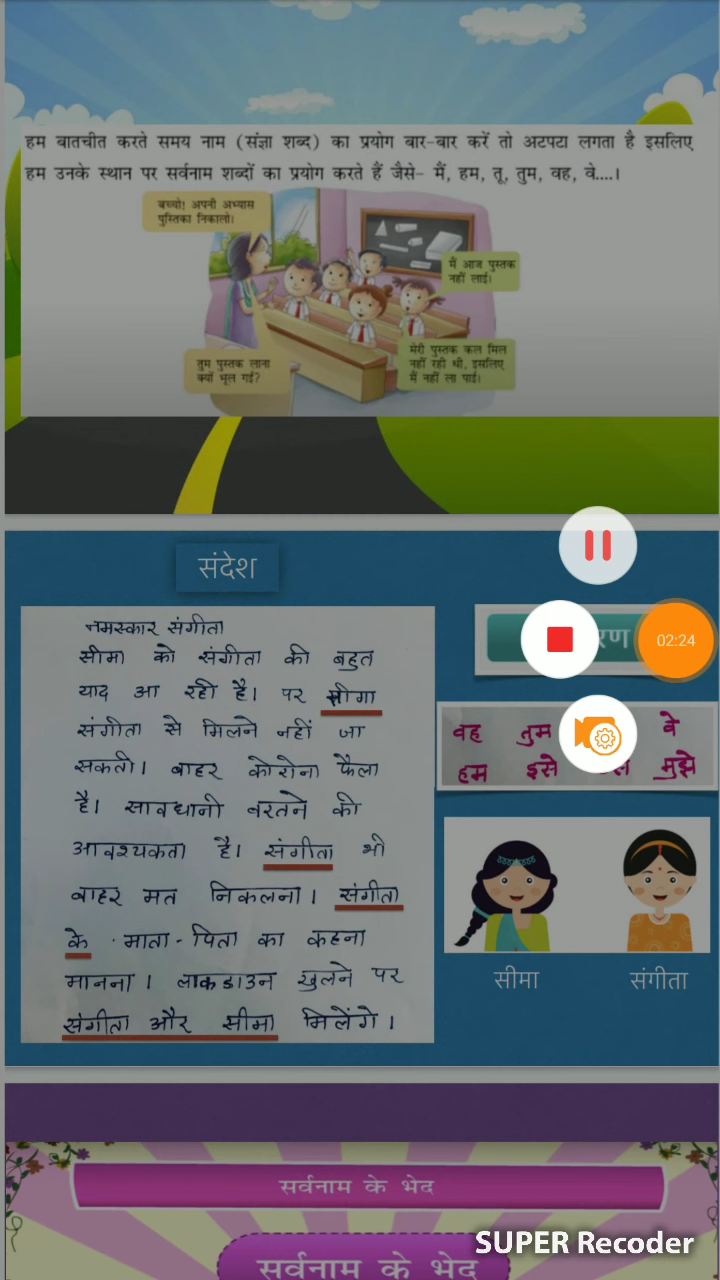 हम बातचीत करते समय नाम (संज्ञा शब्द) का प्रयोग बार-बार करें तो अटपटा लगता है इसलिए
हम उनके स्थान पर सर्वनाम शब्दों का प्रयोग करते हैं जैसे- मैं, हम, तू, तुम, वह, वे....।
बच्चो! अपनी अभ्यास
पुस्तिका निकालो।
मैं आज पुस्तक
नहीं लाई।
तुम पुस्तक लाना
क्यों भूल गईं?
मेरी पुस्तक कल मिल
नहीं रही थी, इसलिए
मैं नहीं ला पाई।
संदेश
नमस्कार संगीता
सीमा को संगीता की बहुत
याद आ रही है। पर सीमा
संगीता से मिलने नहीं जा
सकती। बाहर कोरोना फैला
है। सावधानी बरतने की
आवश्यकता है। संगीता भी
बाहर मत निकलना। संगीता
के माता-पिता का कहना
मानना। लाकडाउन खुलने पर
संगीता और सीमा मिलेंगे।
02:24
वह तुम वे
हम इसे मुझे
सीमा संगीता
सर्वनाम के भेद
सर्वनाम के भेद
SUPER Recoder